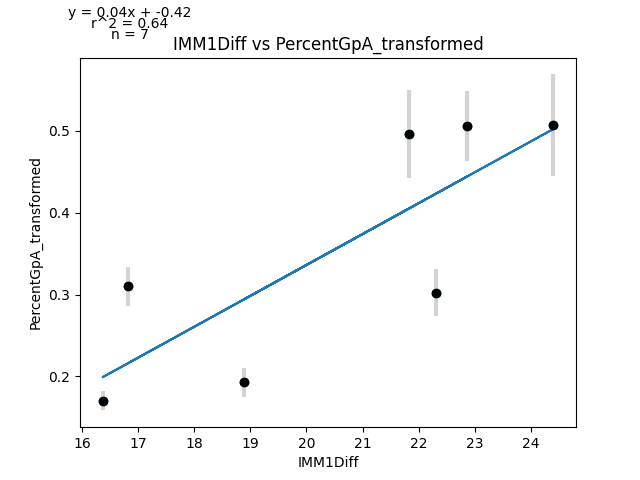 y = 0.04x + -0.42
r^2 = 0.64
n = 7
IMM1Diff vs PercentGpA_transformed
PercentGpA_transformed
0.5
0.4
0.3
0.2
16 17 18 19 20 21 22 23 24
IMM1Diff